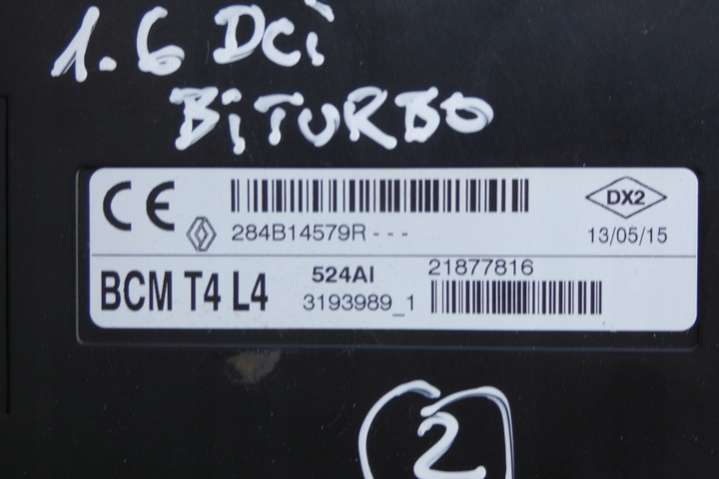 1.6 DCi
BiTURBO
CE
284B14579R - - -
DX2
13/05/15
BCM T4 L4
524AI
3193989_1
21877816
2